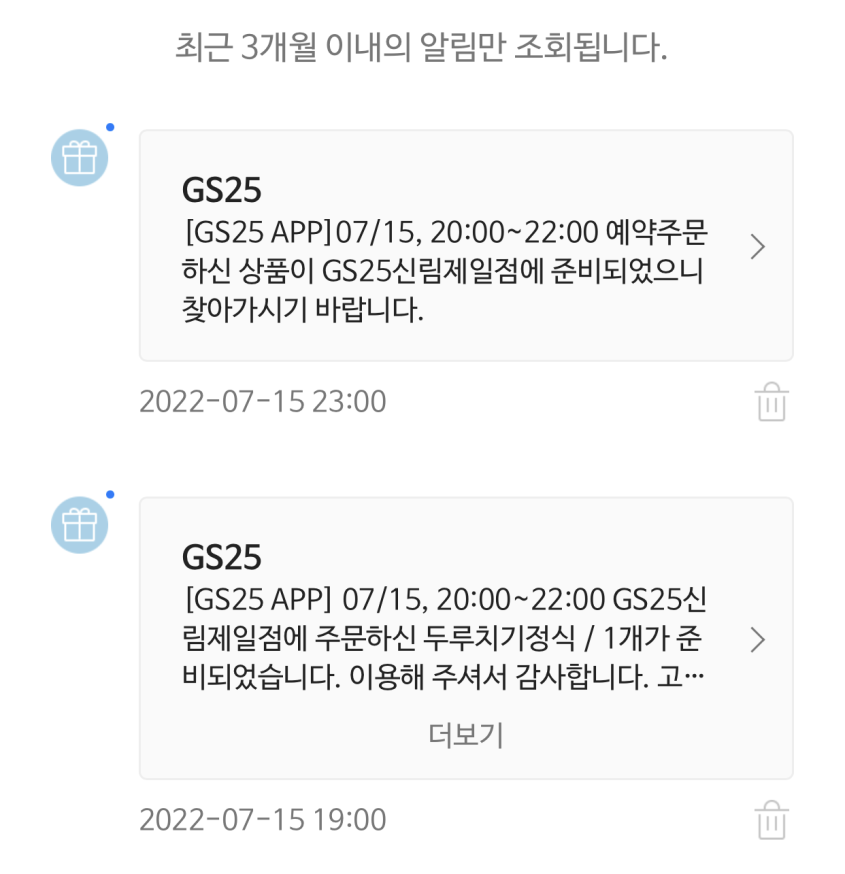 최근 3개월 이내의 알림만 조회됩니다.
GS25
[GS25 APP]07/15, 20:00~22:00 예약주문
하신 상품이 GS25신림제일점에 준비되었으니
찾아가시기 바랍니다.
2022-07-15 23:00
GS25
[GS25 APP] 07/15, 20:00~22:00 GS25신
림제일점에 주문하신 두루치기정식 / 1개가 준
비되었습니다. 이용해 주셔서 감사합니다. 고…
더보기
2022-07-15 19:00